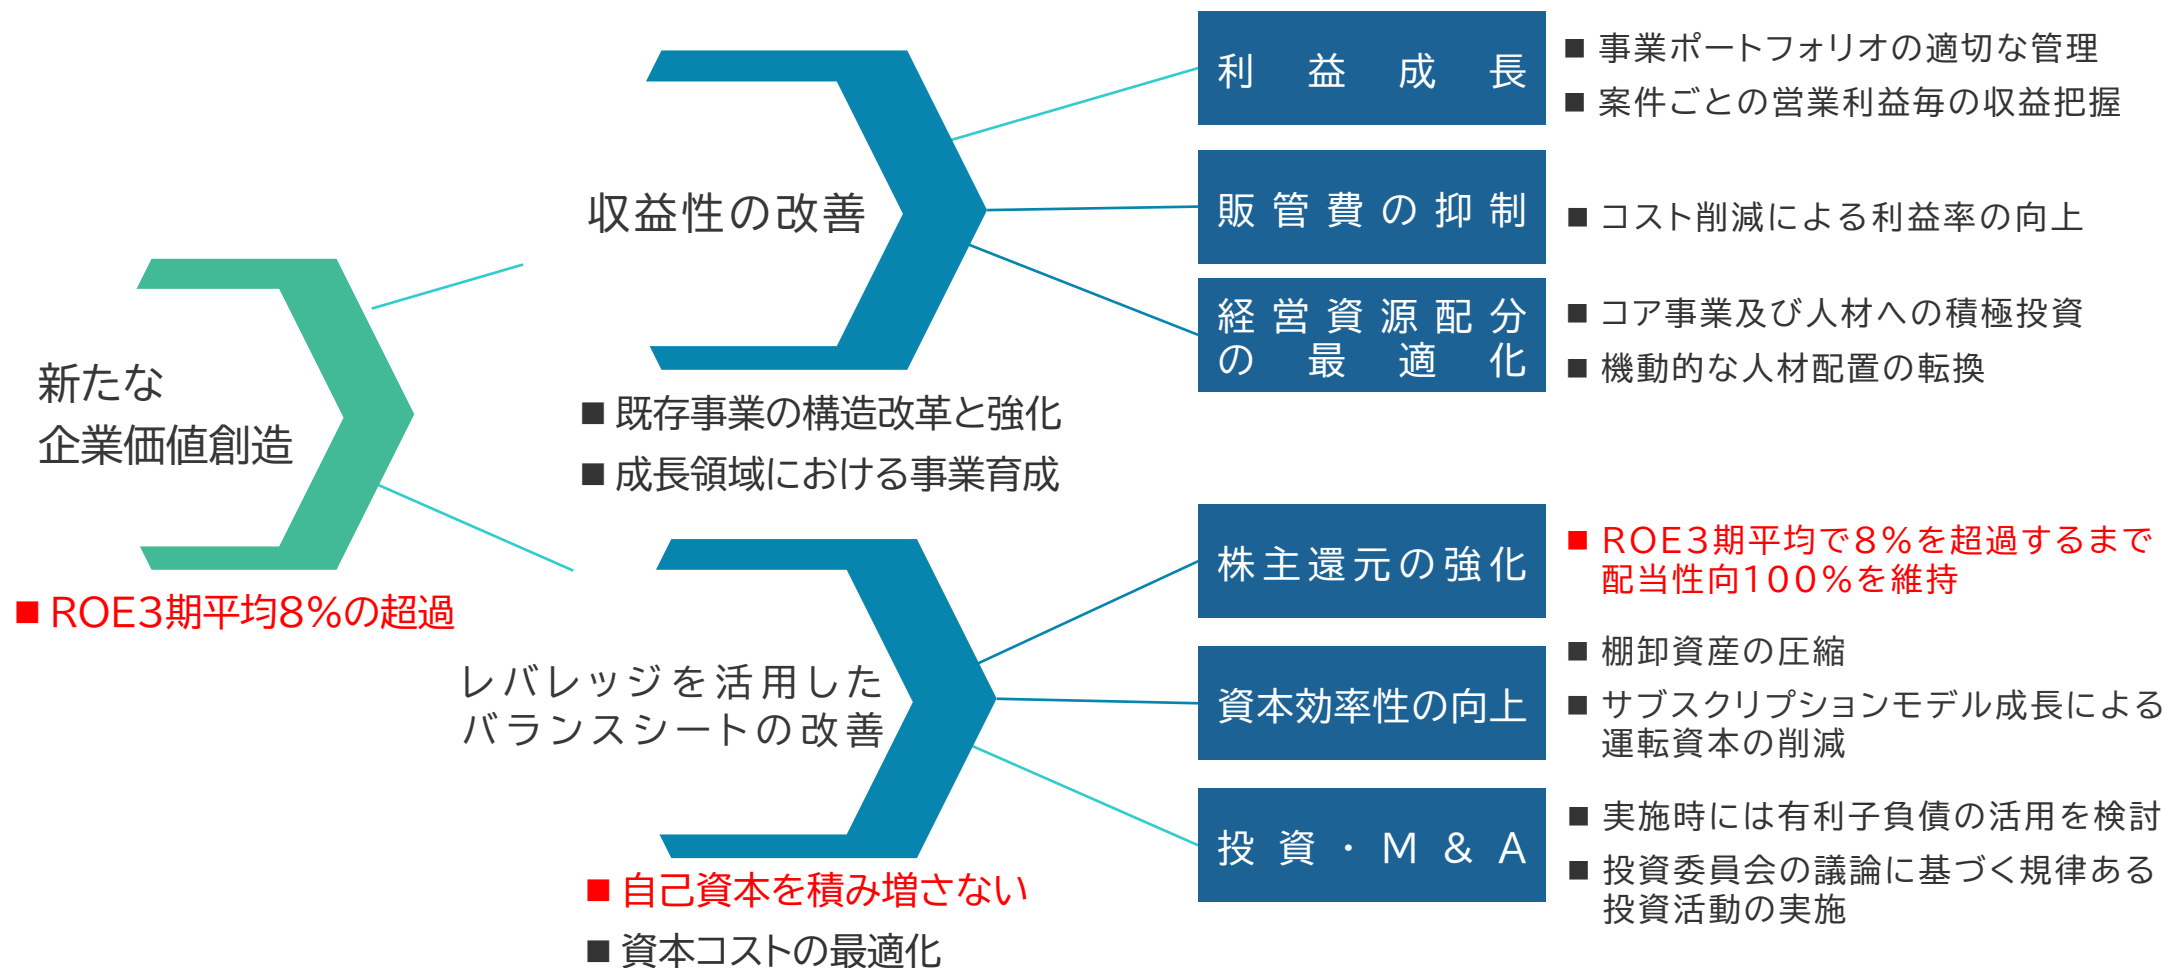 新たな
企業価値創造
■ ROE3期平均8%の超過
収益性の改善
■ 既存事業の構造改革と強化
■ 成長領域における事業育成
利益成長
■ 事業ポートフォリオの適切な管理
■ 案件ごとの営業利益毎の収益把握
販管費の抑制
■ コスト削減による利益率の向上
経営資源配分
の最適化
■ コア事業及び人材への積極投資
■ 機動的な人材配置の転換
レバレッジを活用した
バランスシートの改善
■ 自己資本を積み増さない
■ 資本コストの最適化
株主還元の強化
■ ROE3期平均で8%を超過するまで
配当性向100%を維持
資本効率性の向上
■ 棚卸資産の圧縮
■ サブスクリプションモデル成長による
運転資本の削減
投資・M&A
■ 実施時には有利子負債の活用を検討
■ 投資委員会の議論に基づく規律ある
投資活動の実施